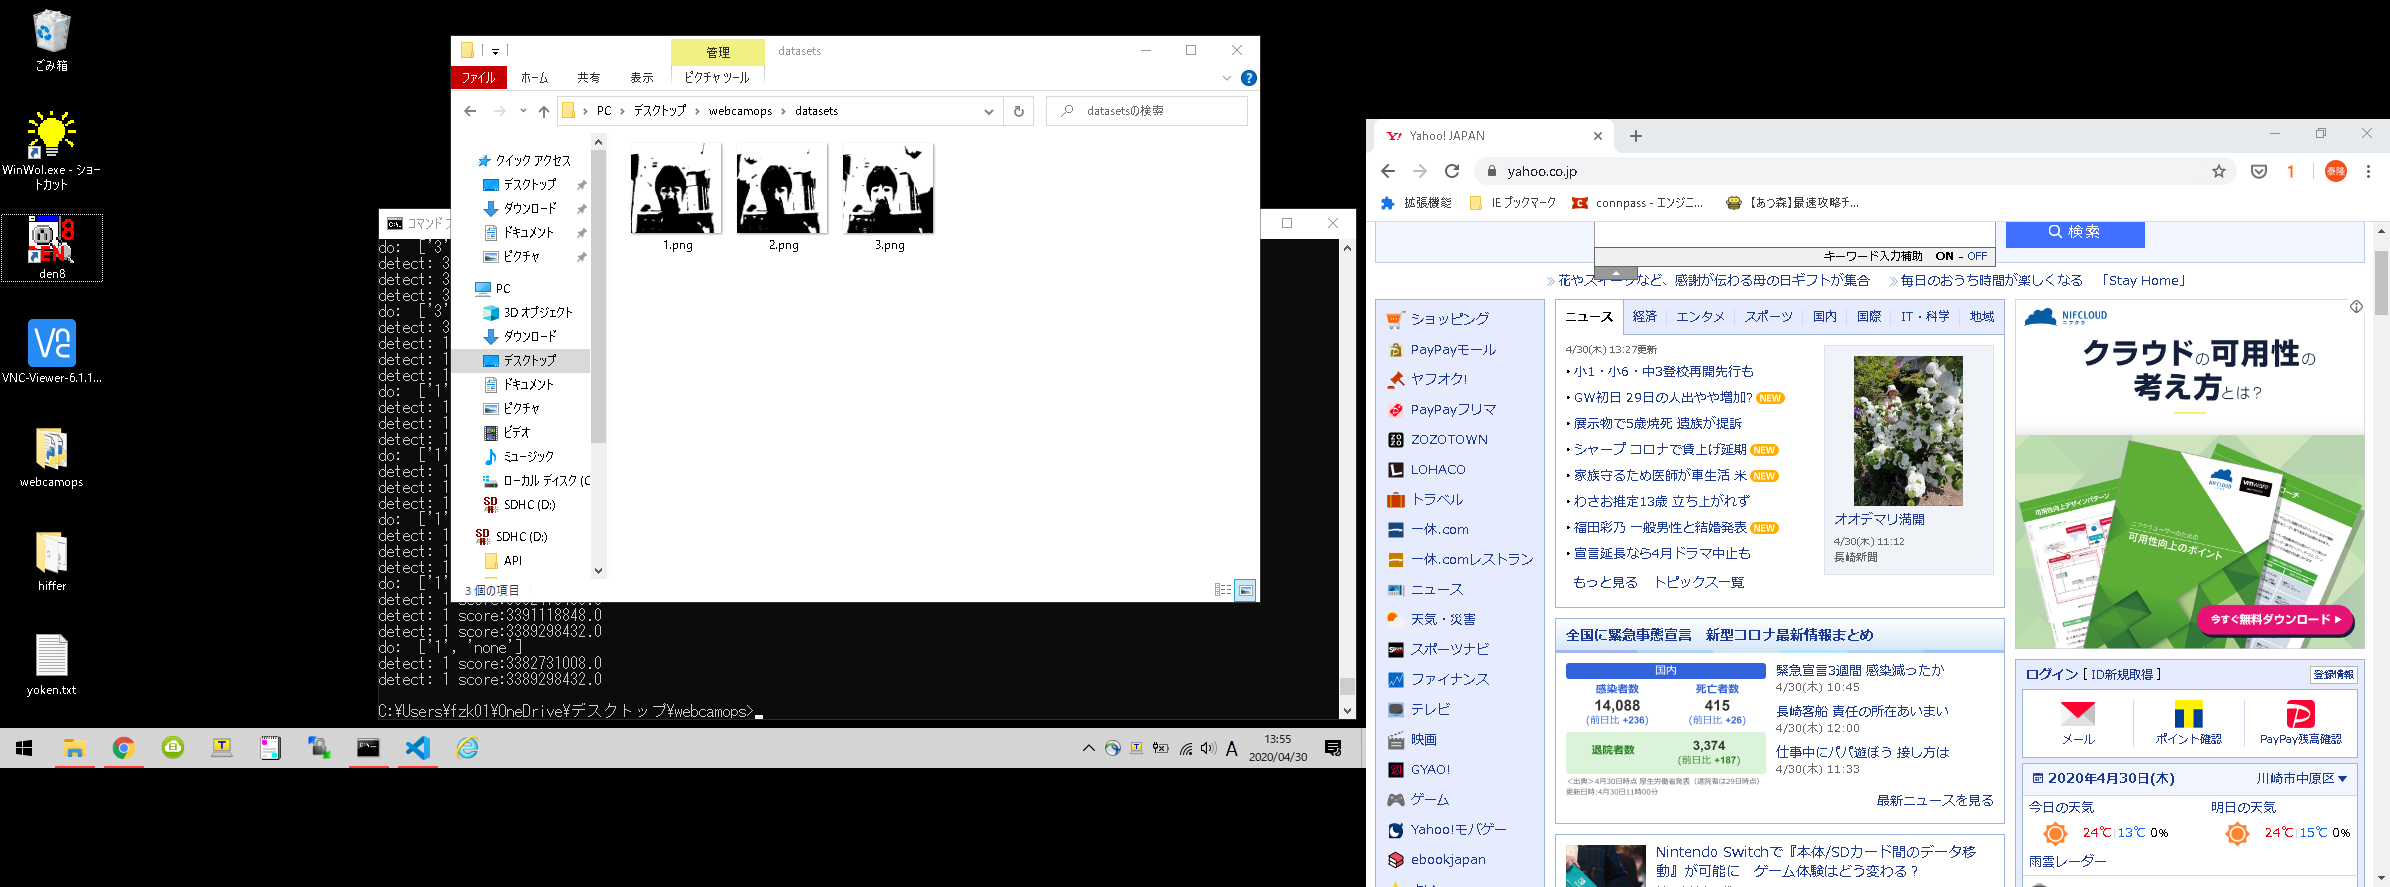 ごみ箱
WinWol.exe - ショートカット
den8
VNC-Viewer-6.1.1...
webcamops
hiffer
yoken.txt
管理
datasets
ファイル
ホーム
共有
表示
ピクチャ ツール
PC › デスクトップ › webcamops › datasets
datasetsの検索
クイック アクセス
デスクトップ
ダウンロード
ドキュメント
ピクチャ
PC
3D オブジェクト
ダウンロード
デスクトップ
ドキュメント
ピクチャ
ビデオ
ミュージック
ローカル ディスク (C
SDHC (D:)
SDHC (D:)
API
1.png
2.png
3.png
3 個の項目
コマンド
do:  ['3'
detect: 3
detect: 3
detect: 3
do:  ['3'
detect: 3
detect: 1
detect: 1
detect: 1
do:  ['1'
detect: 1
detect: 1
detect: 1
do:  ['1'
detect: 1
detect: 1
detect: 1
do:  ['1'
detect: 1
detect: 1
detect: 1
do:  ['1'
detect: 1
detect: 1 score:3391118848.0
detect: 1 score:3389298432.0
do:  ['1', 'none']
detect: 1 score:3382731008.0
detect: 1 score:3389298432.0
C:¥Users¥fzk01¥OneDrive¥デスクトップ¥webcamops>
A
13:55
2020/04/30
Yahoo! JAPAN
yahoo.co.jp
1
泰隆
拡張機能
IE ブックマーク
connpass - エンジニ...
【あつ森】最速攻略チ...
検索
キーワード入力補助 ON - OFF
花やスイーツなど、感謝が伝わる母の日ギフトが集合
毎日のおうち時間が楽しくなる 「Stay Home」
ショッピング
PayPayモール
ヤフオク!
PayPayフリマ
ZOZOTOWN
LOHACO
トラベル
一休.com
一休.comレストラン
ニュース
天気・災害
スポーツナビ
ファイナンス
テレビ
映画
GYAO!
ゲーム
Yahoo!モバゲー
ebookjapan
ニュース
経済
エンタメ
スポーツ
国内
国際
IT・科学
地域
4/30(木) 13:27更新
・小1・小6・中3登校再開先行も
・GW初日 29日の人出やや増加? NEW
・展示物で5歳焼死 遺族が提訴
・シャープ コロナで賃上げ延期 NEW
・家族守るため医師が車生活 米 NEW
・わさお推定13歳 立ち上がれず
・福田彩乃 一般男性と結婚発表 NEW
・宣言延長なら4月ドラマ中止も
もっと見る
トピックス一覧
オオデマリ満開
4/30(木) 11:12
長崎新聞
全国に緊急事態宣言 新型コロナ最新情報まとめ
国内
感染者数
死亡者数
14,088
415
(前日比 +236)
(前日比 +26)
退院者数
3,374
(前日比 +187)
<出典>4月30日時点 厚生労働省発表（退院者は29日時点）
更新日時:4月30日11時00分
緊急宣言3週間 感染減ったか
4/30(木) 10:45
長崎客船 責任の所在あいまい
4/30(木) 12:00
仕事中にパパ遊ぼう 接し方は
4/30(木) 11:33
最新ニュースを見る
Nintendo Switchで『本体/SDカード間のデータ移
動』が可能に ゲーム体験はどう変わる？
NIFCLOUD
ニフクラ
クラウドの可用性の
考え方とは？
NIFCLOUD
vmware
可用性向上デザインパターン
ニフクラユーザーのための
可用性向上のポイント
今すぐ無料ダウンロード
ログイン [ ID新規取得 ]
登録情報
メール
ポイント確認
PayPay残高確認
2020年4月30日(木)
川崎市中原区
今日の天気
明日の天気
24℃ 13℃ 0%
24℃ 15℃ 0%
雨雲レーダー